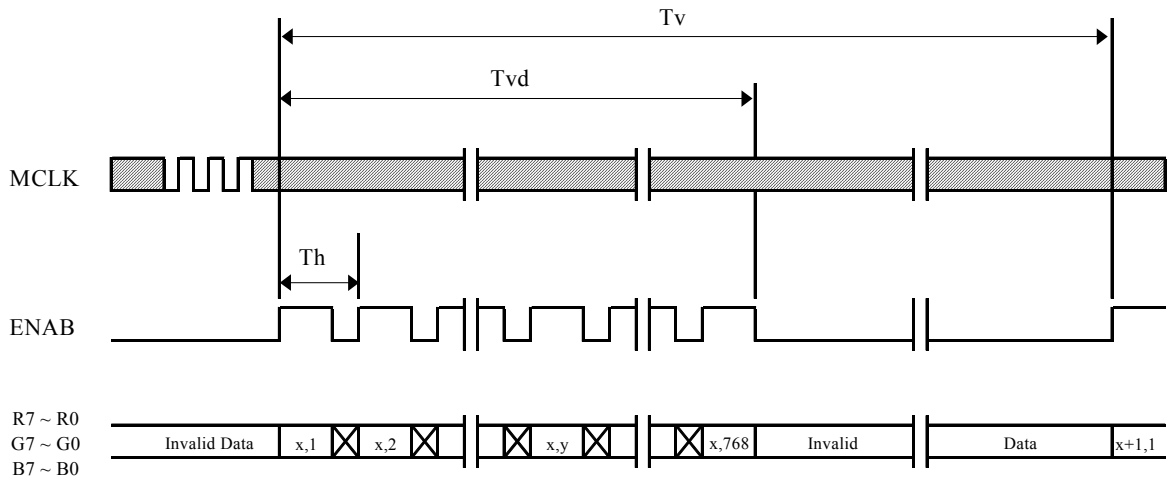 Tv
Tvd
MCLK
Th
ENAB
R7 ~ R0
G7 ~ G0
B7 ~ B0
Invalid Data x,1 x,2 x,y x,768 Invalid Data x+1,1